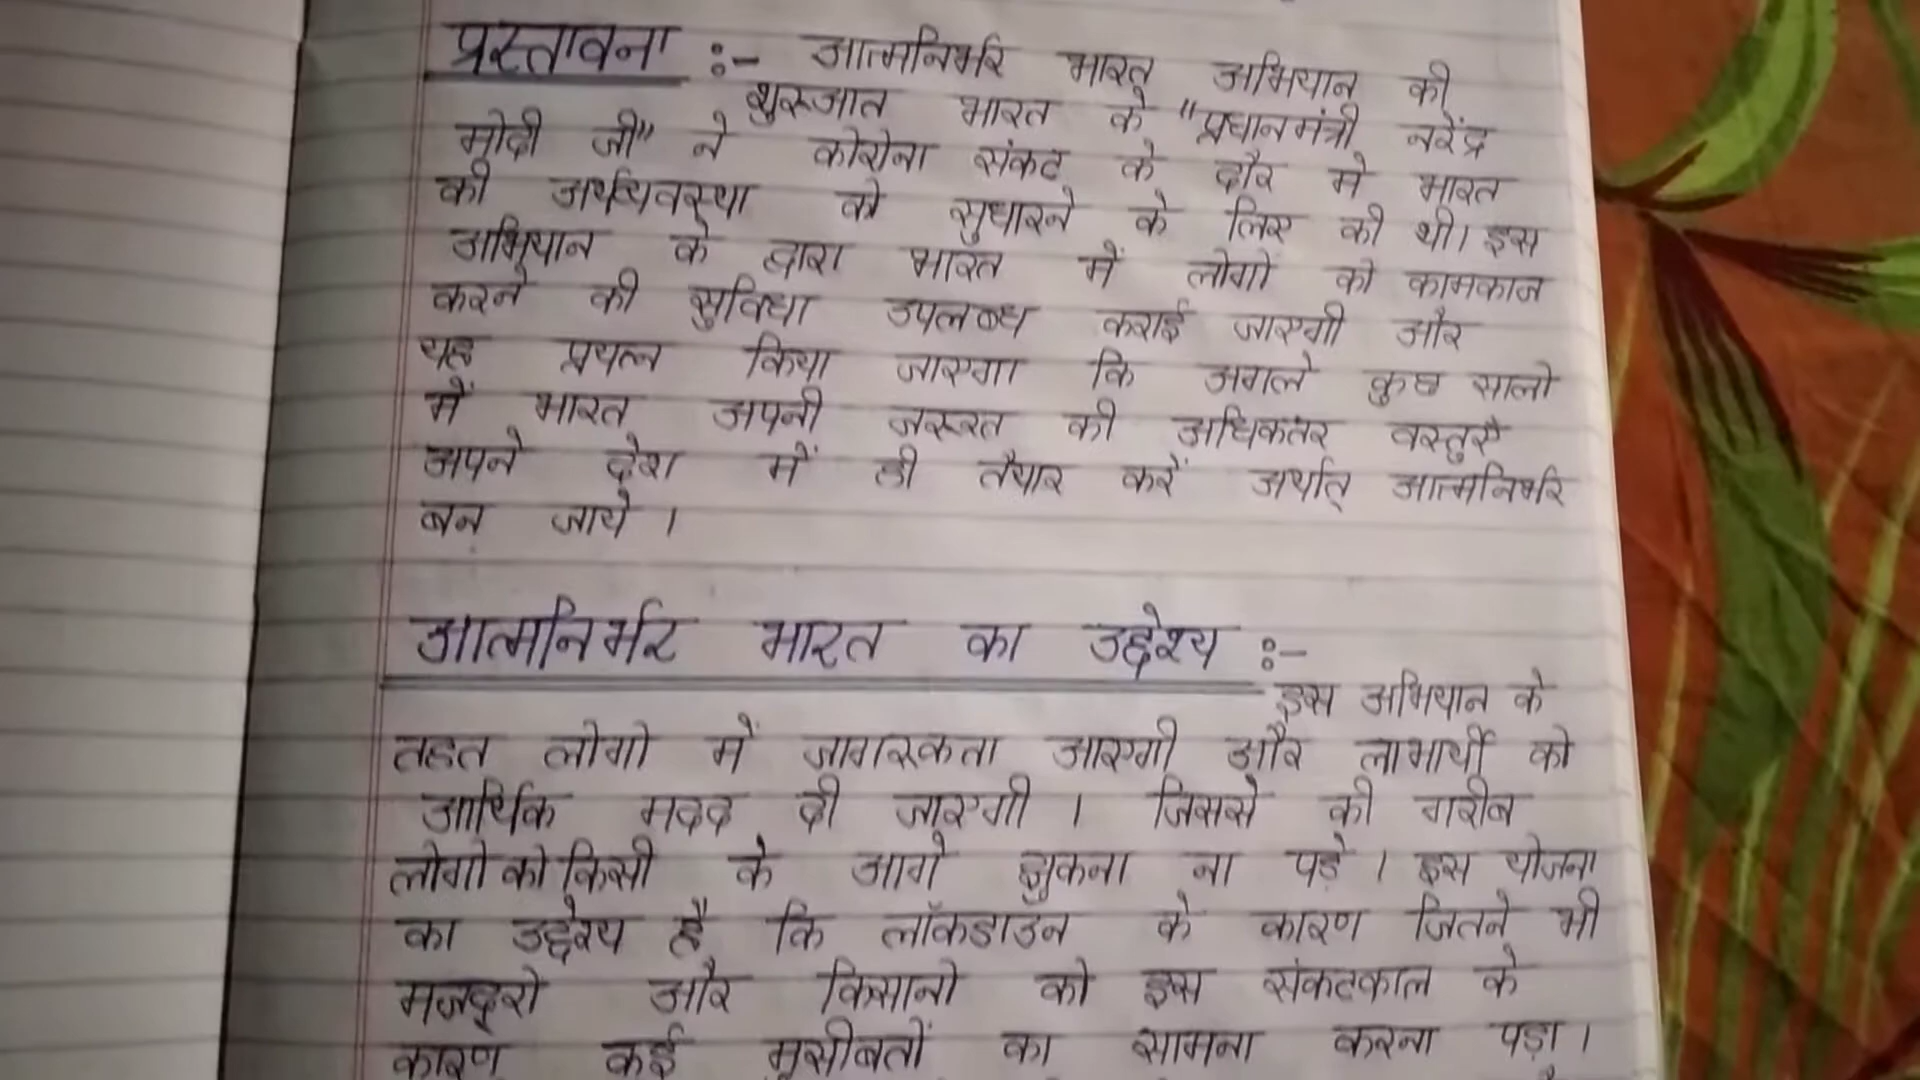 प्रस्तावना :- आत्मनिर्भर भारत अभियान की
शुरुआत भारत के "प्रधानमंत्री नरेंद्र
मोदी जी" ने कोरोना संकट के दौर मे भारत
की अर्थव्यवस्था को सुधारने के लिए की थी। इस
अभियान के द्वारा भारत में लोगो को कामकाज
करने की सुविधा उपलब्ध कराई जाएगी और
यह प्रयत्न किया जाएगा कि अगले कुछ सालो
में भारत अपनी जरूरत की अधिकतर वस्तुएँ
अपने देश में ही तैयार करें अर्थात् आत्मनिर्भर
बन जाये ।
आत्मनिर्भर भारत का उद्देश्य :-
इस अभियान के
तहत लोगो में जागरुकता आएगी और लाभार्थी को
आर्थिक मदद दी जाएगी । जिससे की गरीब
लोगो को किसी के आगे झुकना ना पड़े । इस योजना
का उद्देश्य है कि लॉकडाउन के कारण जितने भी
मजदूरो और किसानो को इस संकटकाल के
कारण कई मुसीबतों का सामना करना पड़ा ।